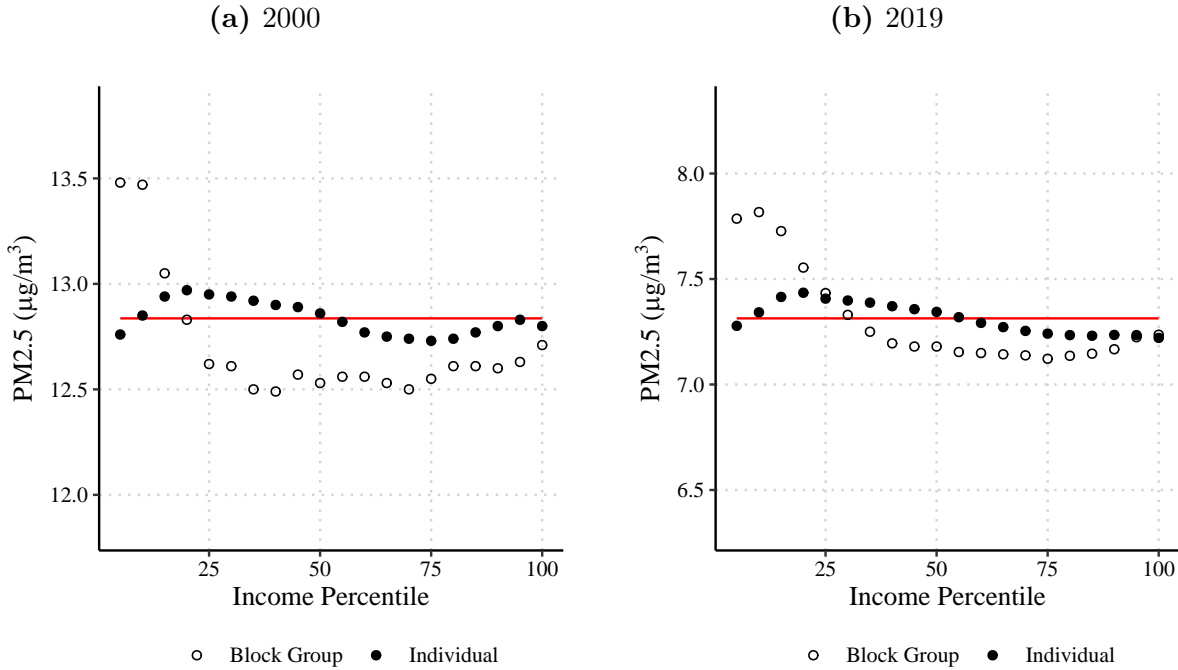 (a) 2000
13.5
13.0
12.5
12.0
PM2.5 (µg/m³)
25
50
75
100
Income Percentile
Block Group
Individual
(b) 2019
8.0
7.5
7.0
6.5
PM2.5 (µg/m³)
25
50
75
100
Income Percentile
Block Group
Individual